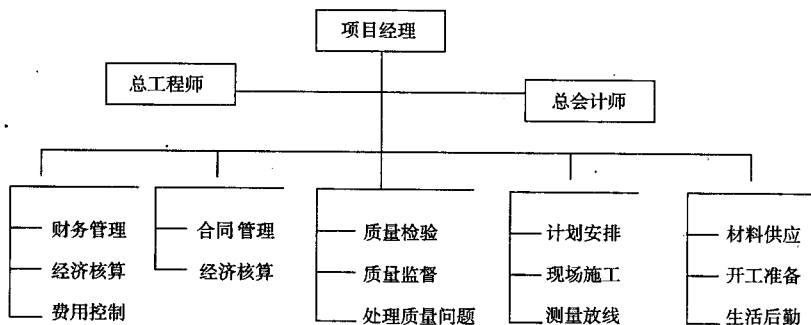 项目经理
总工程师
总会计师
财务管理
经济核算
费用控制
合同管理
经济核算
质量检验
质量监督
处理质量问题
计划安排
现场施工
测量放线
材料供应
开工准备
生活后勤